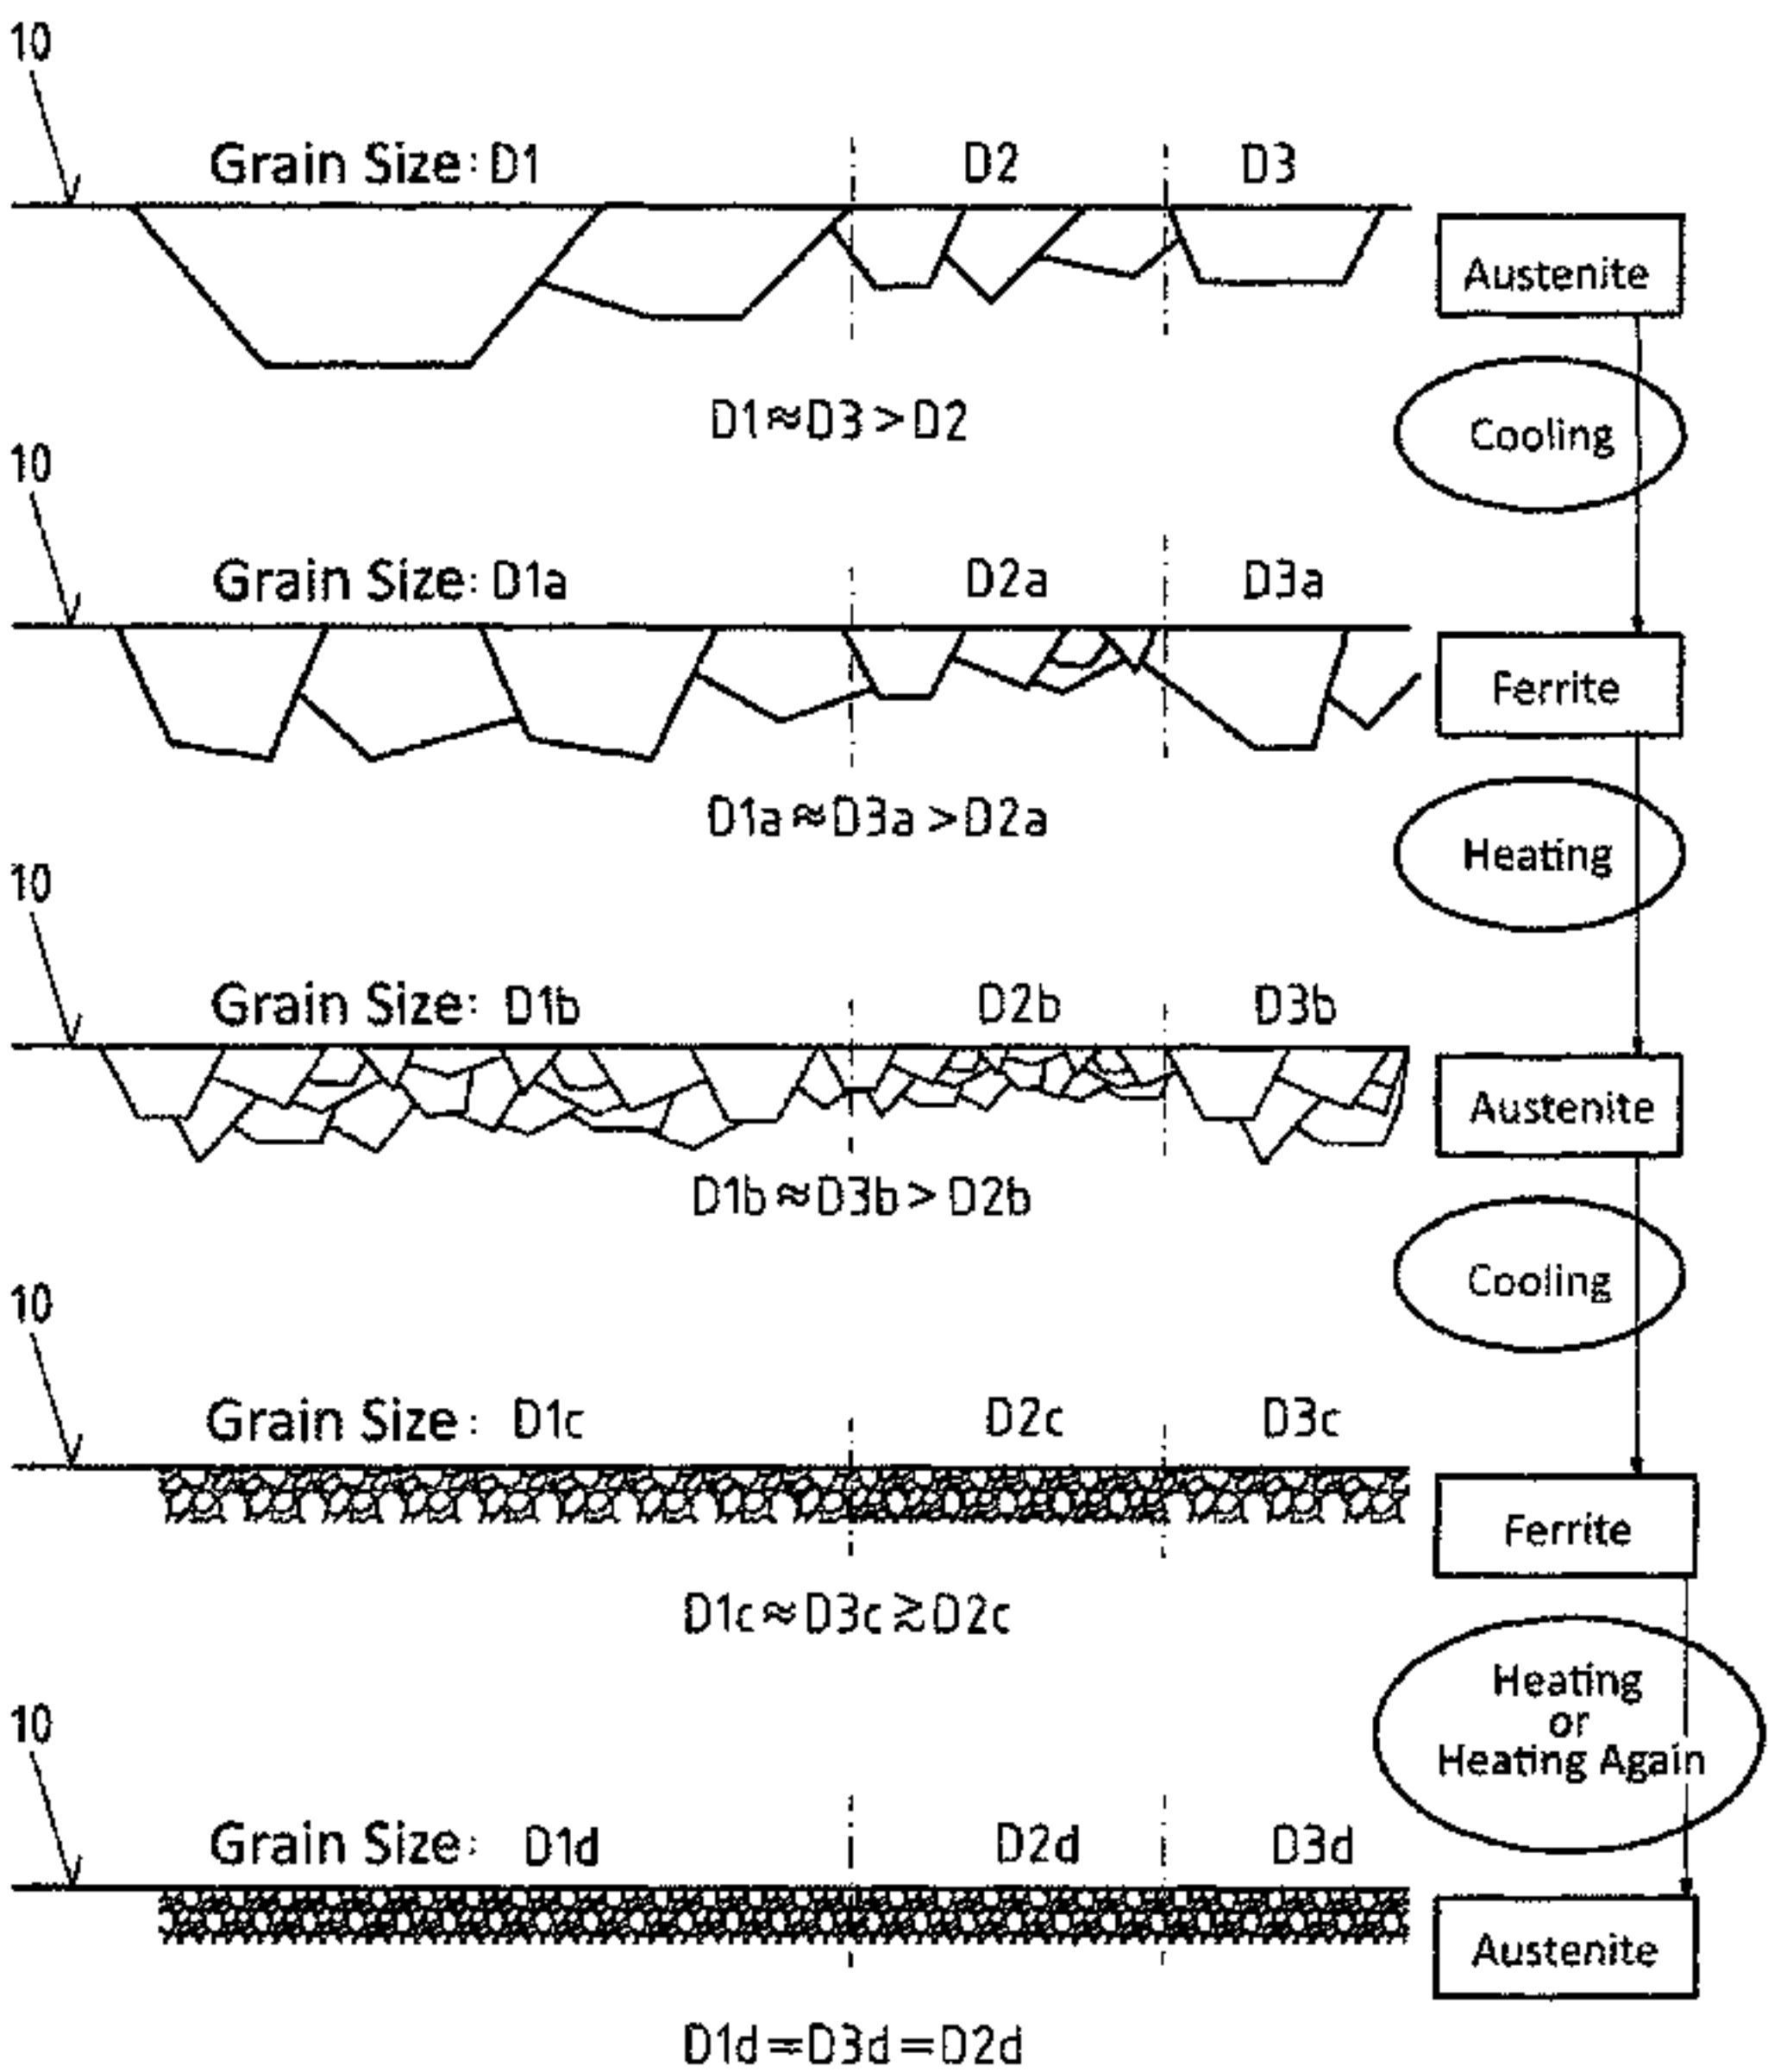 10
Grain Size: D1 D2 D3
Austenite
D1≈D3>D2
Cooling
10
Grain Size: D1a D2a D3a
Ferrite
D1a≈D3a>D2a
Heating
10
Grain Size: D1b D2b D3b
Austenite
D1b≈D3b>D2b
Cooling
10
Grain Size: D1c D2c D3c
Ferrite
D1c≈D3c≳D2c
Heating
or
Heating Again
10
Grain Size: D1d D2d D3d
Austenite
D1d=D3d=D2d